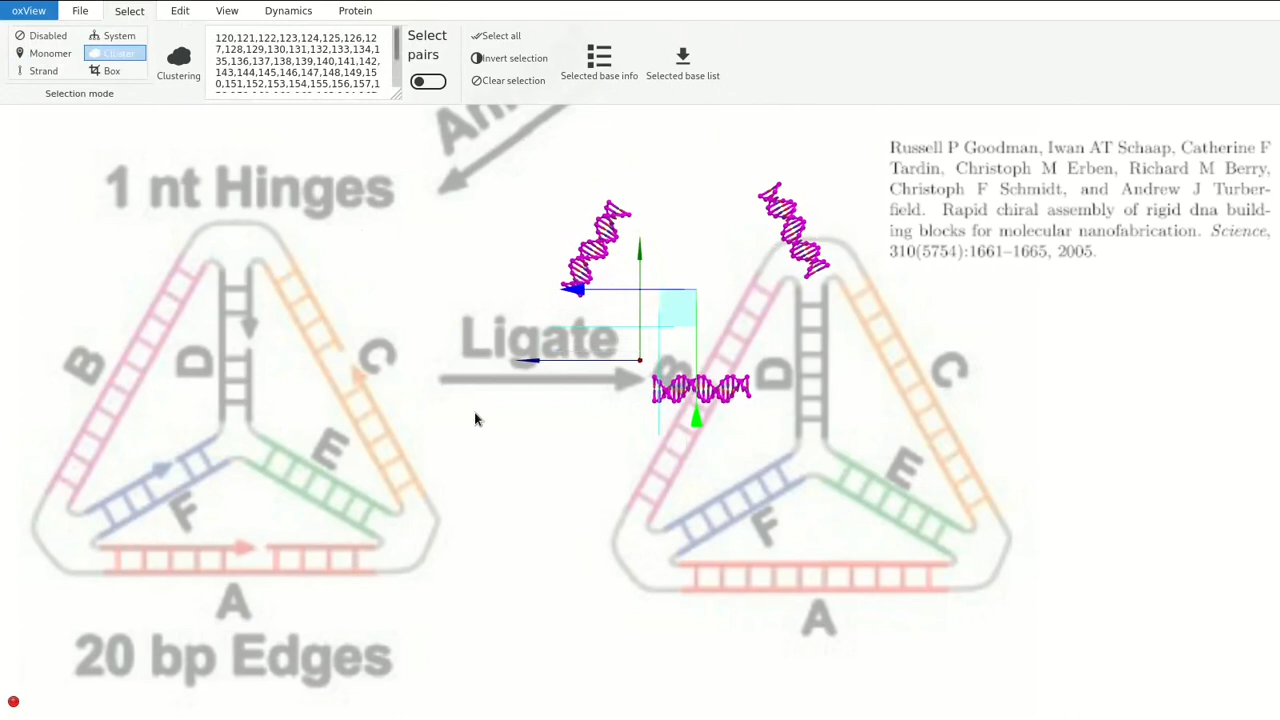 oxView File Select Edit View Dynamics Protein
Disabled System
Monomer Cluster
Strand Box
Selection mode
Clustering
120,121,122,123,124,125,126,12
7,128,129,130,131,132,133,134,1
35,136,137,138,139,140,141,142,
143,144,145,146,147,148,149,15
0,151,152,153,154,155,156,157,1
Select
pairs
Select all
Invert selection
Clear selection
Selected base info
Selected base list
Russell P Goodman, Iwan AT Schaap, Catherine F
Tardin, Christoph M Erben, Richard M Berry,
Christoph F Schmidt, and Andrew J Turber-
field. Rapid chiral assembly of rigid dna build-
ing blocks for molecular nanofabrication. Science,
310(5754):1661–1665, 2005.
1 nt Hinges
B
D
C
E
F
A
20 bp Edges
Ligate
B
D
C
E
F
A